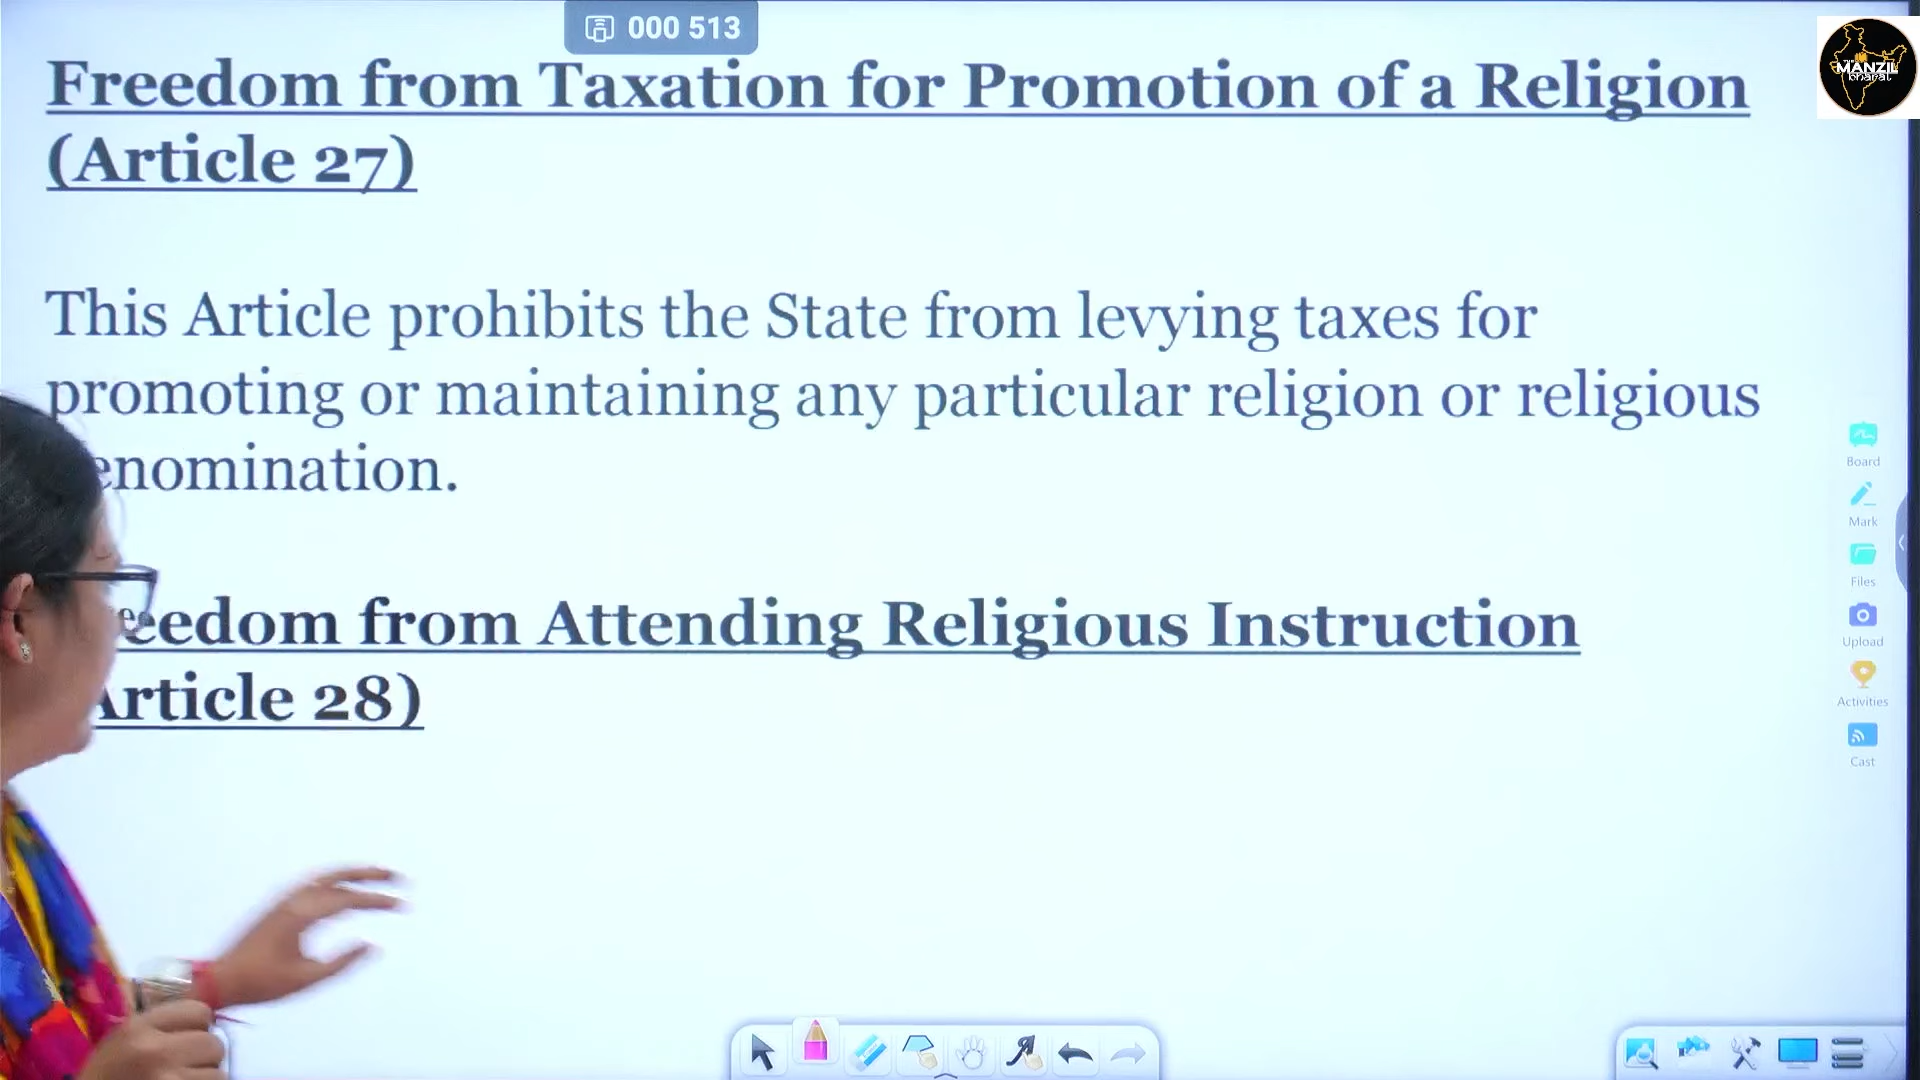 000 513
MANZIL
bharat
Freedom from Taxation for Promotion of a Religion
(Article 27)
This Article prohibits the State from levying taxes for
promoting or maintaining any particular religion or religious
enomination.
eedom from Attending Religious Instruction
rticle 28)
Board
Mark
Files
Upload
Activities
Cast